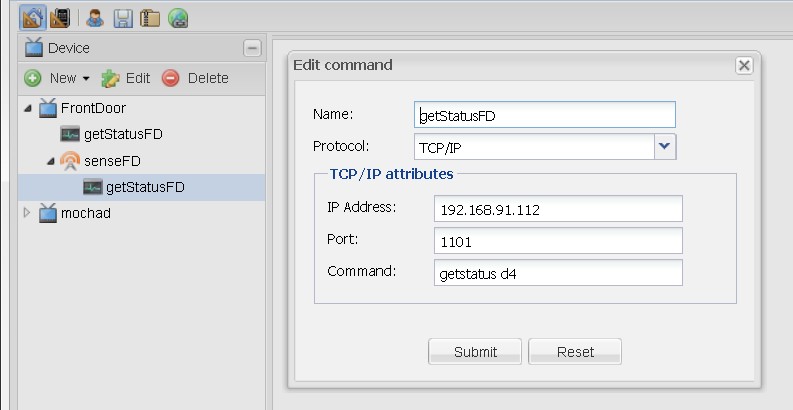 Device
New Edit Delete
FrontDoor
getStatusFD
senseFD
getStatusFD
mochad
Edit command
Name: getStatusFD
Protocol: TCP/IP
TCP/IP attributes
IP Address: 192.168.91.112
Port: 1101
Command: getstatus d4
Submit Reset